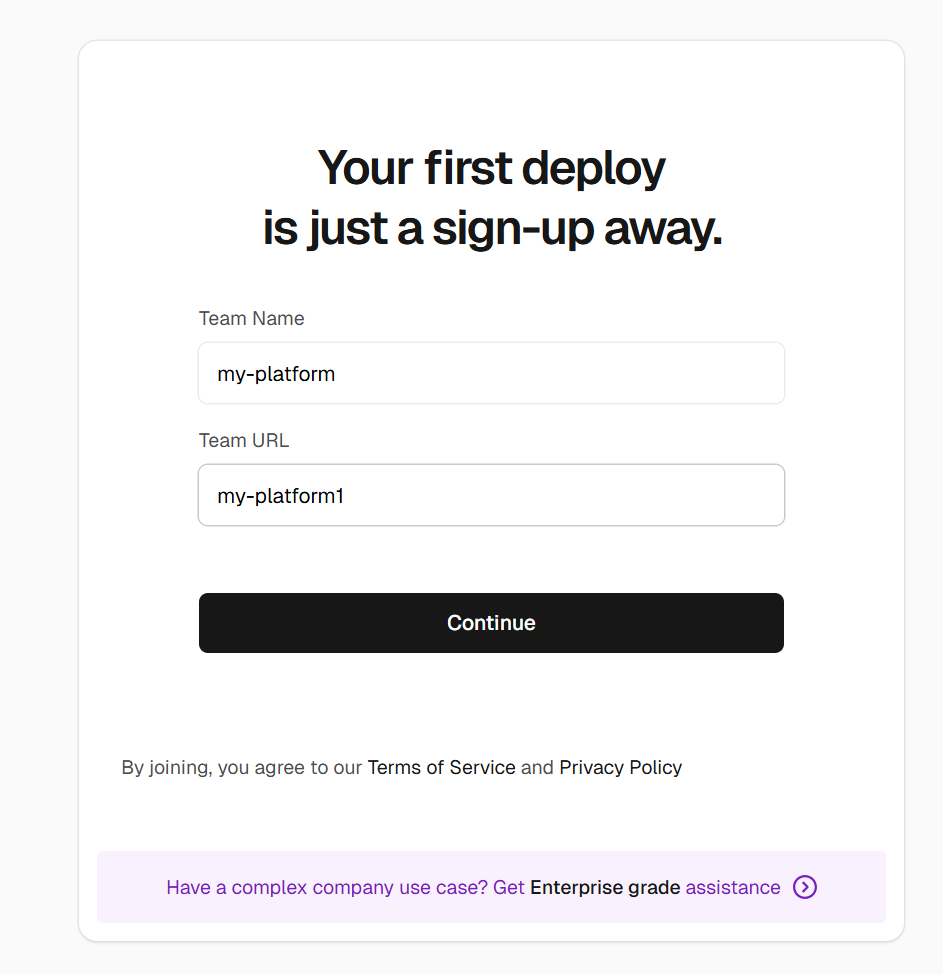 Your first deploy
is just a sign-up away.
Team Name
my-platform
Team URL
my-platform1
Continue
By joining, you agree to our Terms of Service and Privacy Policy
Have a complex company use case? Get Enterprise grade assistance